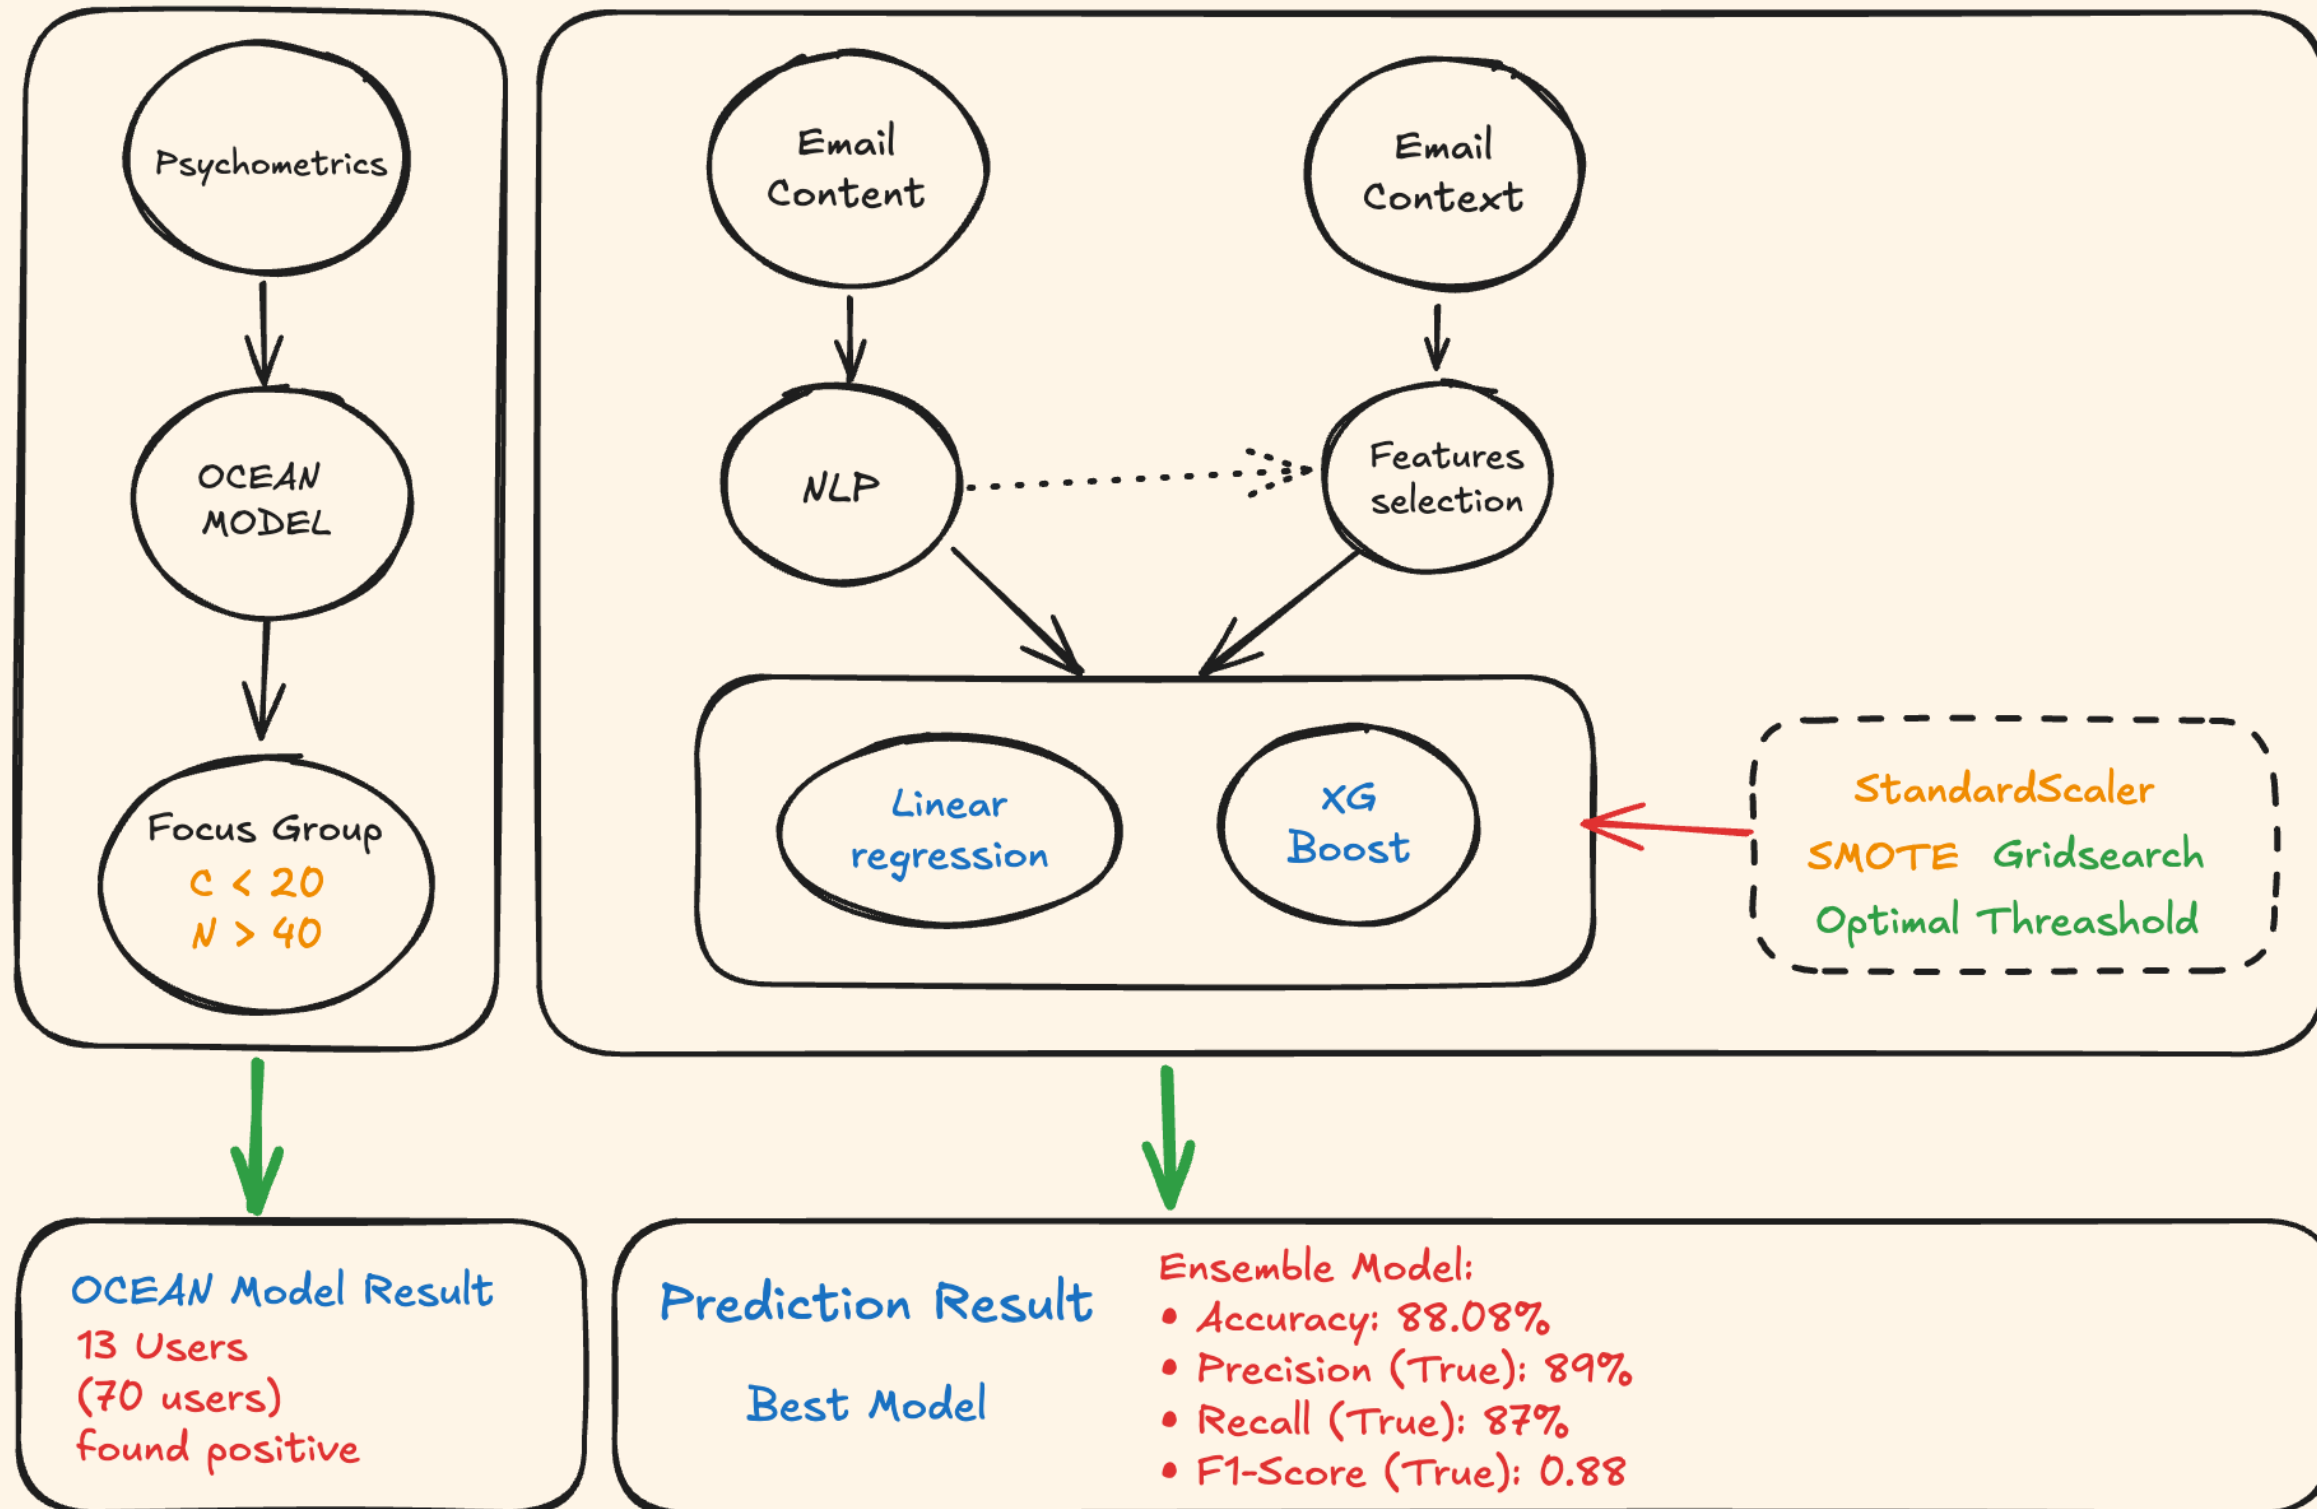 Psychometrics
OCEAN
MODEL
Focus Group
C < 20
N > 40
Email
Content
Email
Context
NLP
Features
selection
Linear
regression
XG
Boost
StandardScaler
SMOTE Gridsearch
Optimal Threashold
OCEAN Model Result
13 Users
(70 users)
found positive
Prediction Result
Best Model
Ensemble Model:
• Accuracy: 88.08%
• Precision (True): 89%
• Recall (True): 87%
• F1-Score (True): 0.88